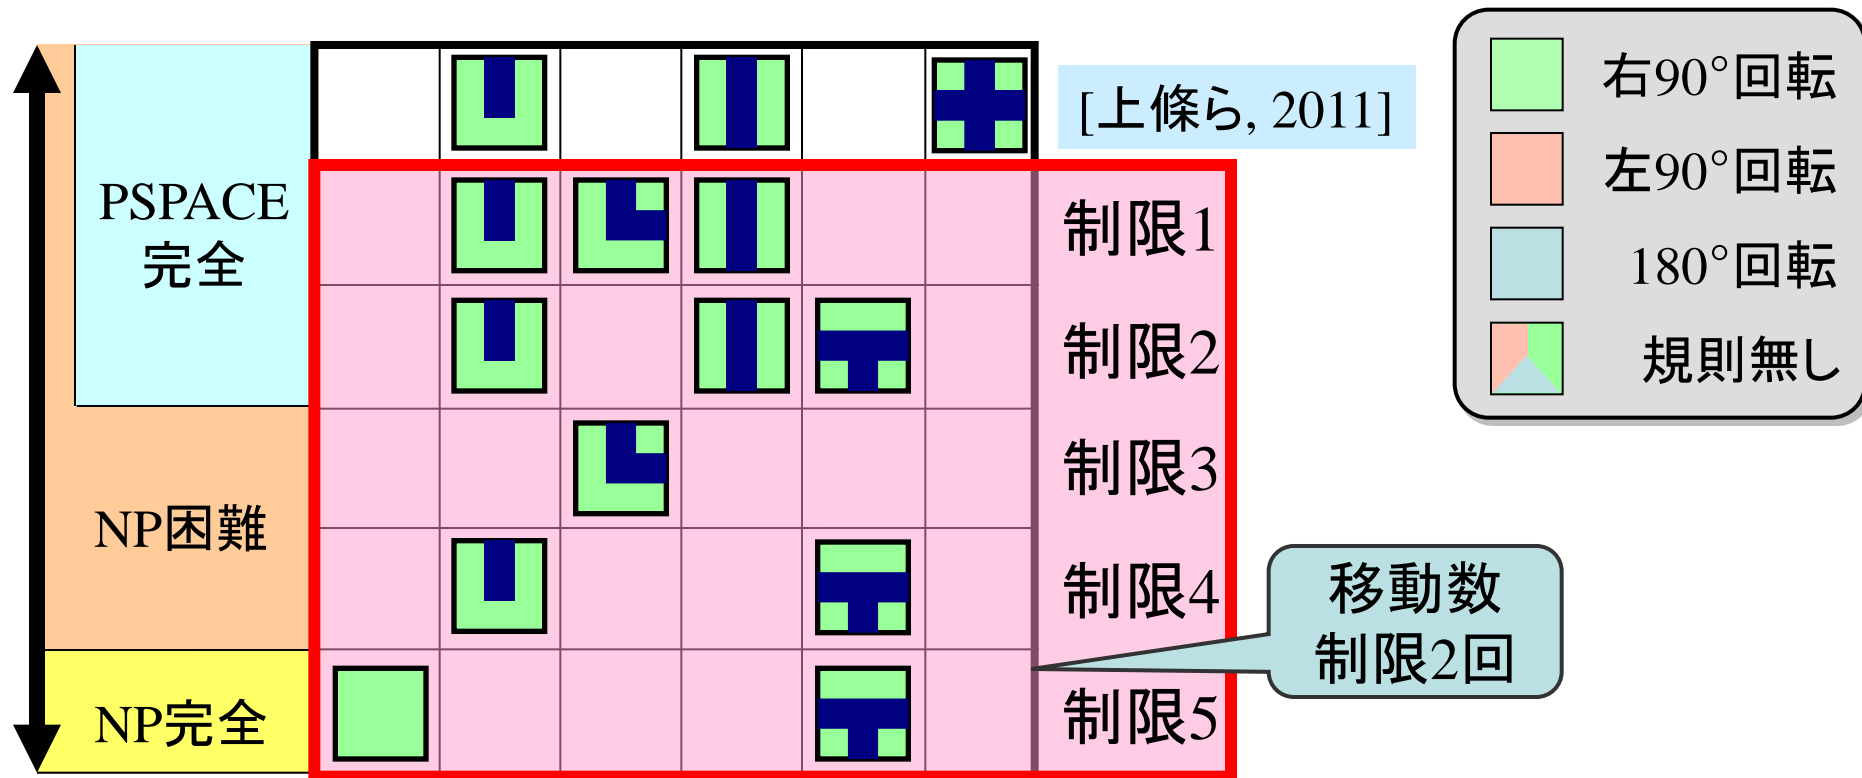 [上條ら, 2011]
PSPACE
完全
NP困難
NP完全
制限1
制限2
制限3
制限4
制限5
移動数
制限2回
右90°回転
左90°回転
180°回転
規則無し